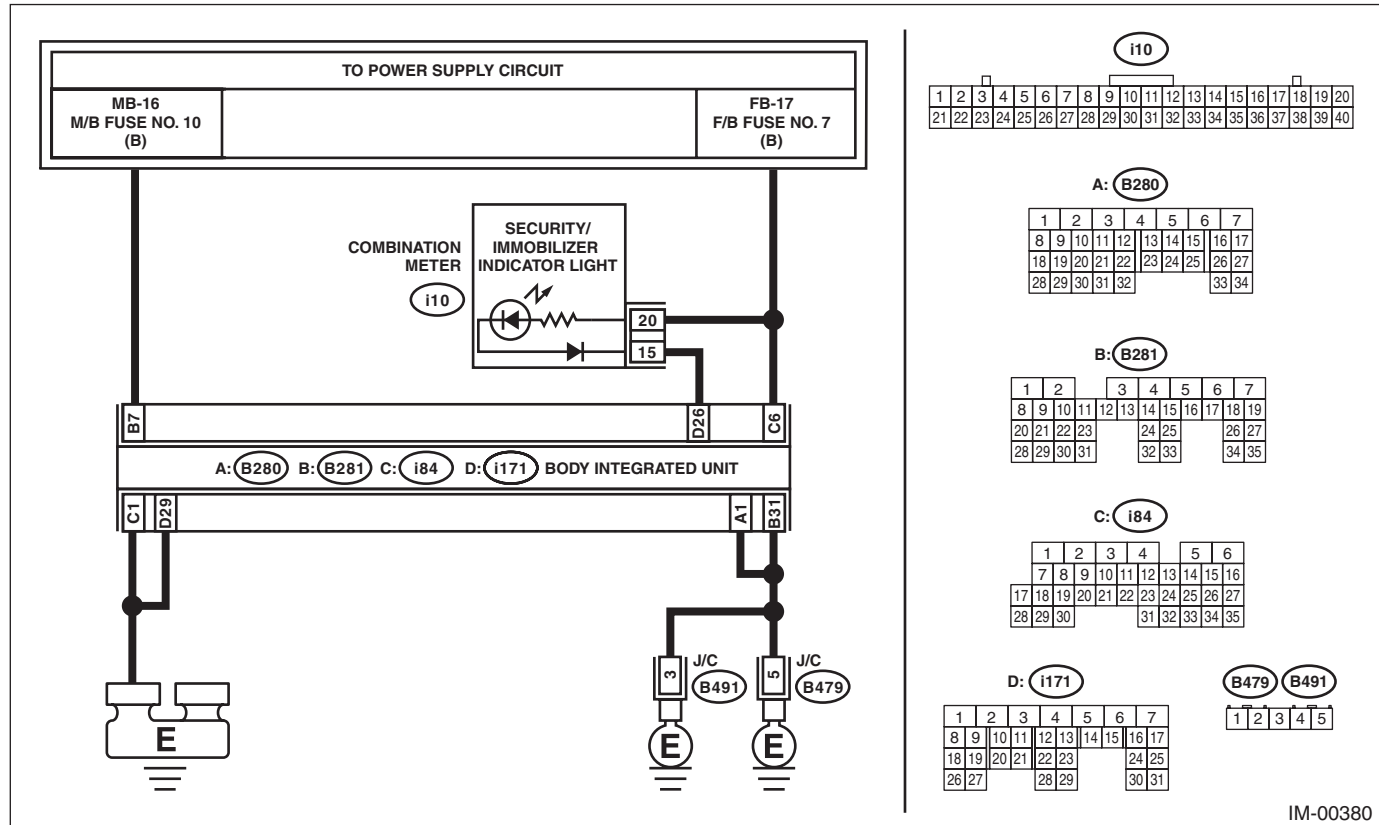 TO POWER SUPPLY CIRCUIT
MB-16
M/B FUSE NO. 10
(B)
FB-17
F/B FUSE NO. 7
(B)
COMBINATION
METER
i10
SECURITY/
IMMOBILIZER
INDICATOR LIGHT
20
15
B7
D26
C6
A: B280 B: B281 C: i84 D: i171 BODY INTEGRATED UNIT
C1
D29
A1
B31
3
J/C
B491
5
J/C
B479
E
E
E
i10
1 2 3 4 5 6 7 8 9 10 11 12 13 14 15 16 17 18 19 20
21 22 23 24 25 26 27 28 29 30 31 32 33 34 35 36 37 38 39 40
A: B280
1 2 3 4 5 6 7
8 9 10 11 12 13 14 15 16 17
18 19 20 21 22 23 24 25 26 27
28 29 30 31 32 33 34
B: B281
1 2 3 4 5 6 7
8 9 10 11 12 13 14 15 16 17 18 19
20 21 22 23 24 25 26 27
28 29 30 31 32 33 34 35
C: i84
1 2 3 4 5 6
7 8 9 10 11 12 13 14 15 16
17 18 19 20 21 22 23 24 25 26 27
28 29 30 31 32 33 34 35
D: i171
1 2 3 4 5 6 7
8 9 10 11 12 13 14 15 16 17
18 19 20 21 22 23 24 25
26 27 28 29 30 31
B479 B491
1 2 3 4 5
IM-00380